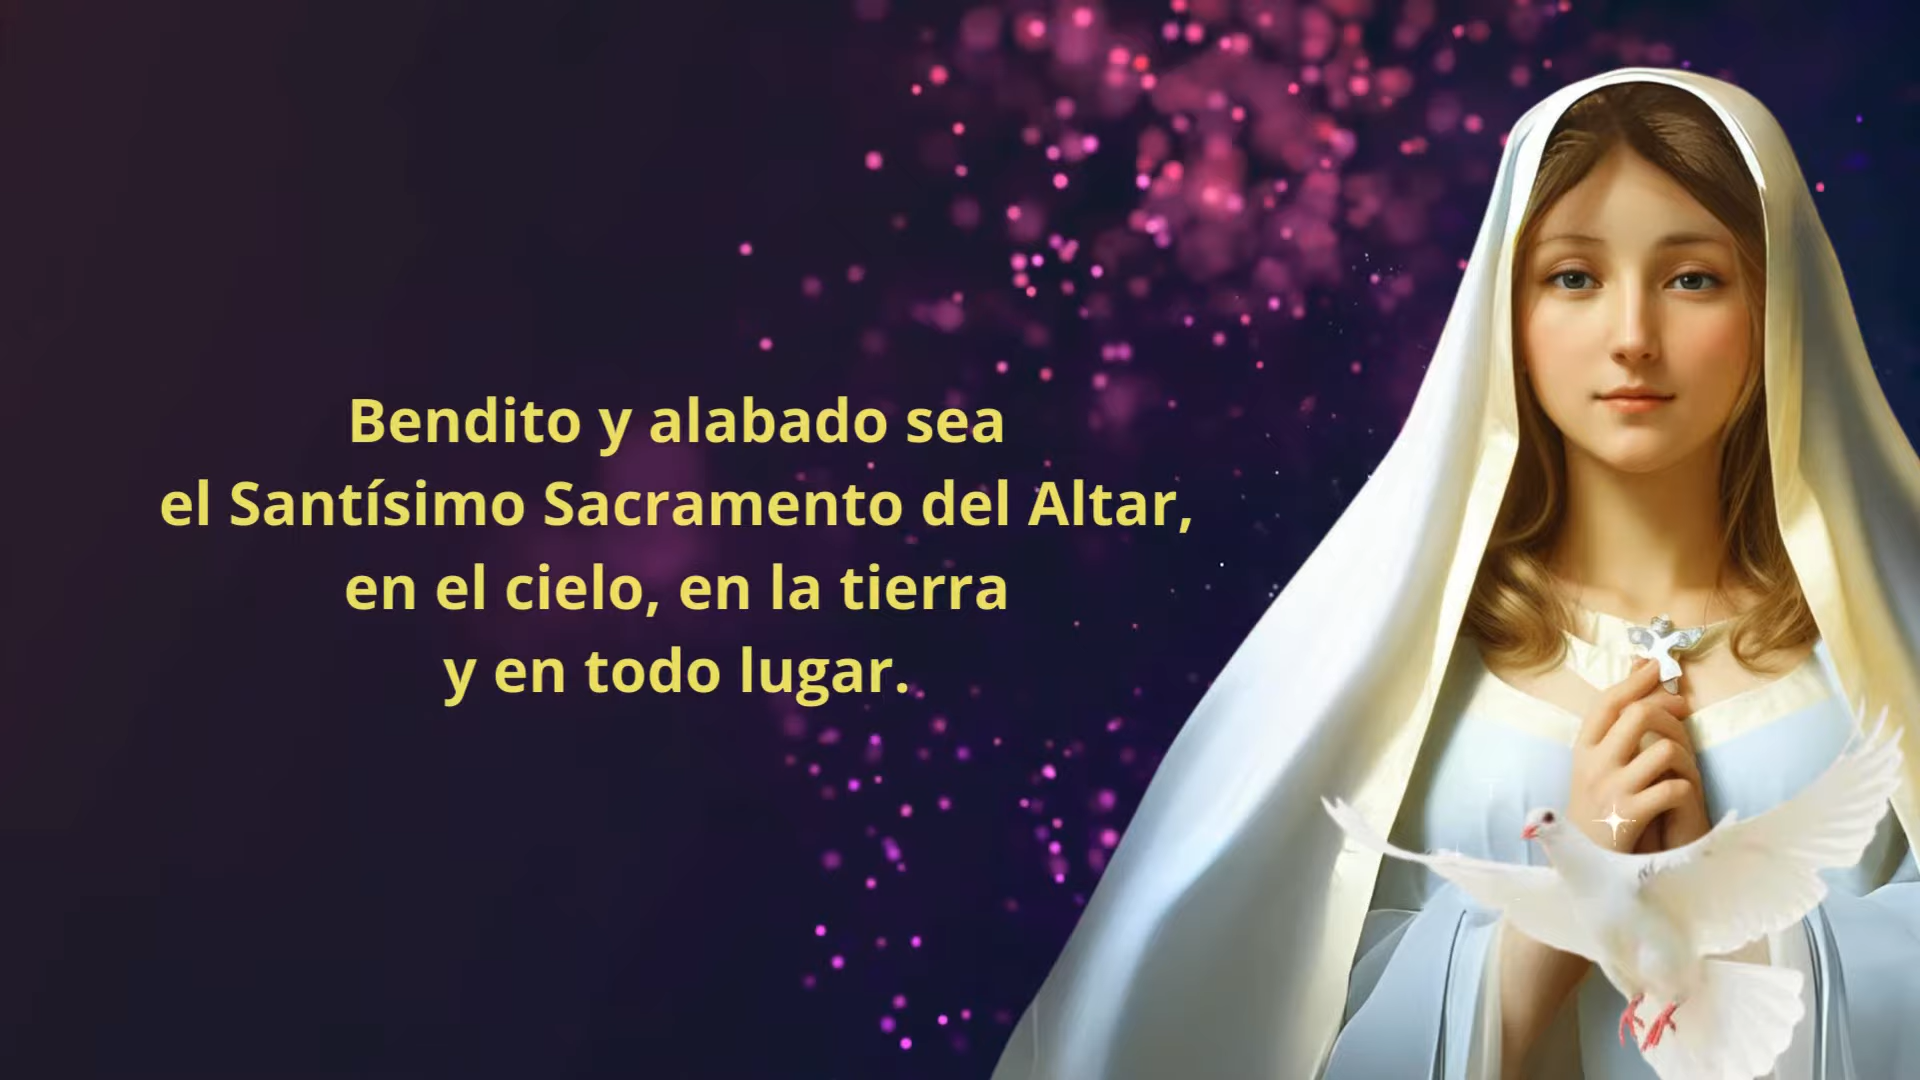 Bendito y alabado sea
el Santísimo Sacramento del Altar,
en el cielo, en la tierra
y en todo lugar.